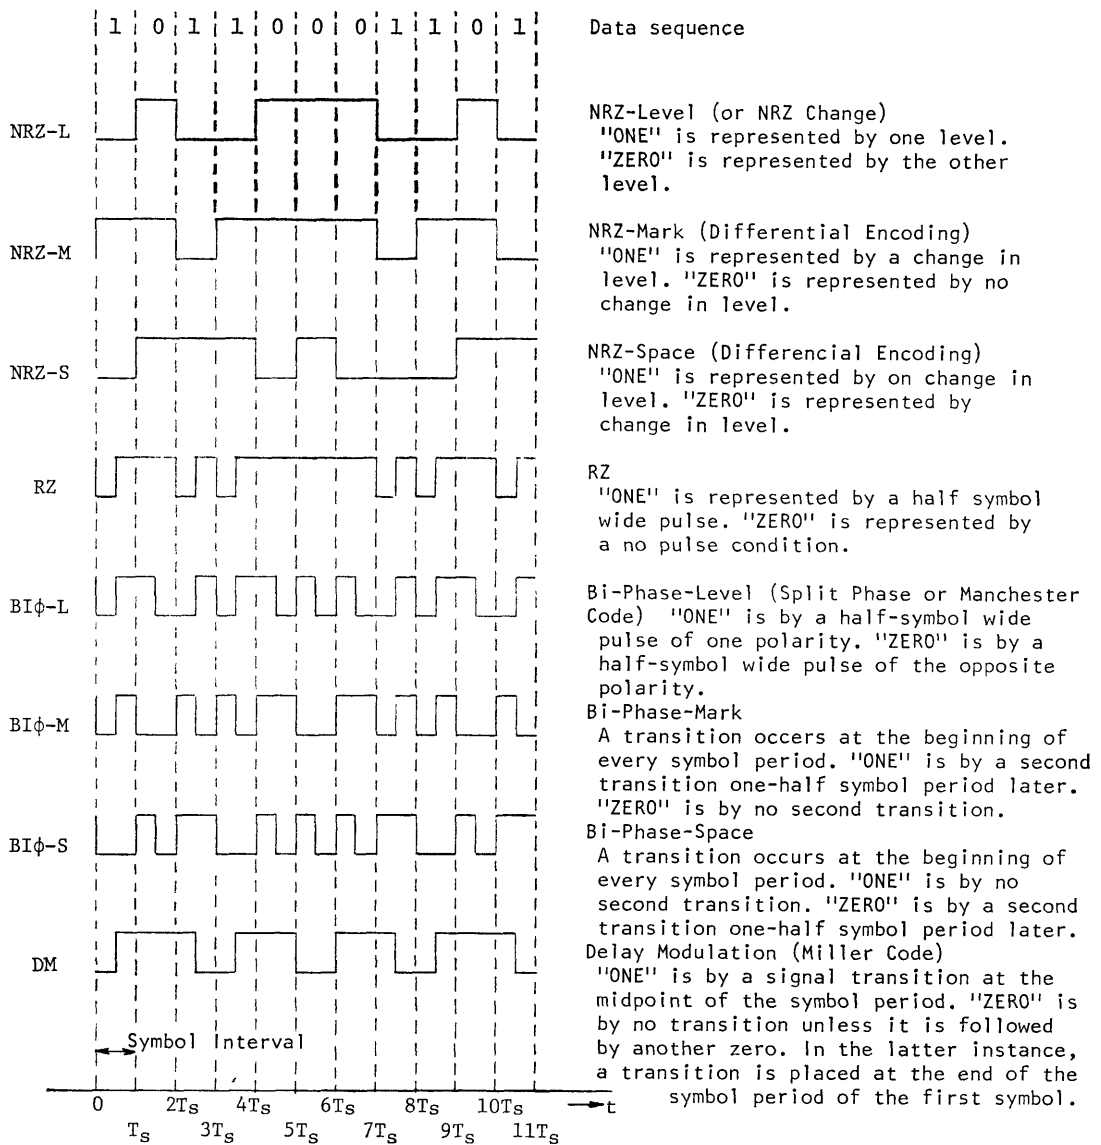 1 0 1 1 0 0 0 1 1 0 1 Data sequence
NRZ-L
NRZ-Level (or NRZ Change)
"ONE" is represented by one level.
"ZERO" is represented by the other
level.
NRZ-M
NRZ-Mark (Differential Encoding)
"ONE" is represented by a change in
level. "ZERO" is represented by no
change in level.
NRZ-S
NRZ-Space (Differencial Encoding)
"ONE" is represented by on change in
level. "ZERO" is represented by
change in level.
RZ
RZ
"ONE" is represented by a half symbol
wide pulse. "ZERO" is represented by
a no pulse condition.
BIφ-L
Bi-Phase-Level (Split Phase or Manchester
Code) "ONE" is by a half-symbol wide
pulse of one polarity. "ZERO" is by a
half-symbol wide pulse of the opposite
polarity.
BIφ-M
Bi-Phase-Mark
A transition occurs at the beginning of
every symbol period. "ONE" is by a second
transition one-half symbol period later.
"ZERO" is by no second transition.
BIφ-S
Bi-Phase-Space
A transition occurs at the beginning of
every symbol period. "ONE" is by no
second transition. "ZERO" is by a second
transition one-half symbol period later.
DM
Delay Modulation (Miller Code)
"ONE" is by a signal transition at the
midpoint of the symbol period. "ZERO" is
by no transition unless it is followed
by another zero. In the latter instance,
a transition is placed at the end of the
symbol period of the first symbol.
Symbol Interval
0 2Ts 4Ts 6Ts 8Ts 10Ts t
Ts 3Ts 5Ts 7Ts 9Ts 11Ts